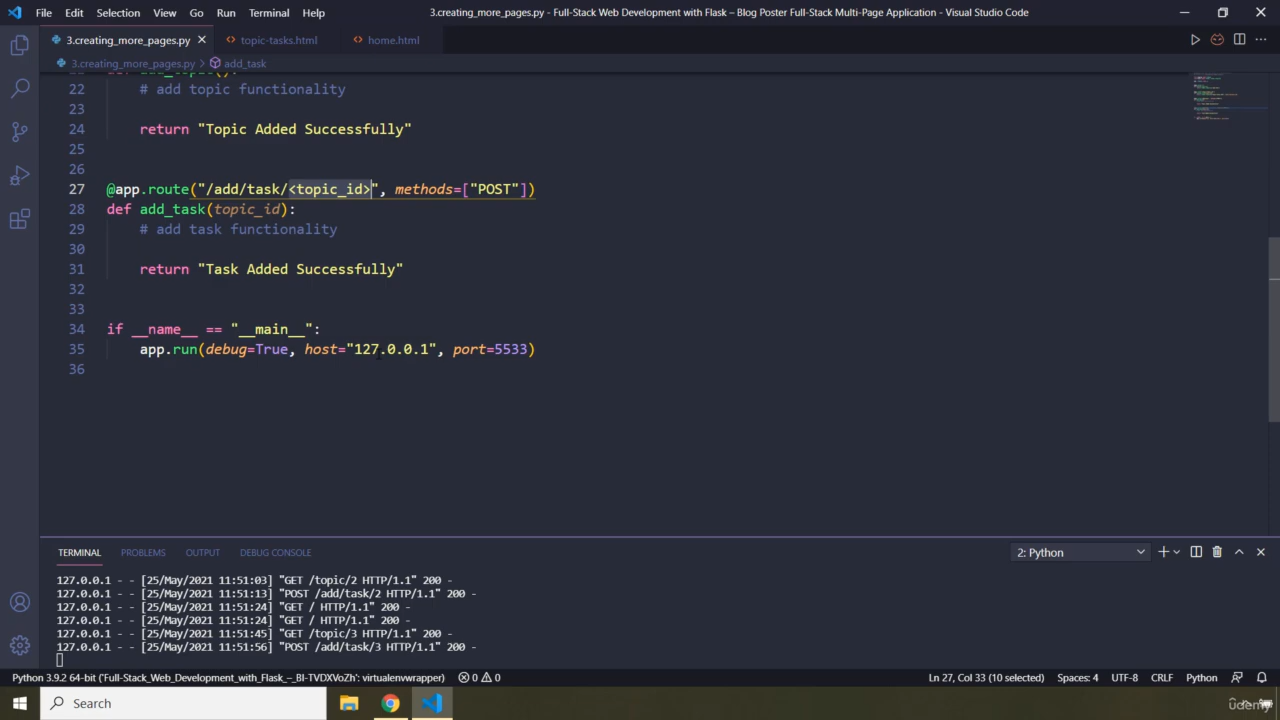 File Edit Selection View Go Run Terminal Help 3.creating_more_pages.py - Full-Stack Web Development with Flask – Blog Poster Full-Stack Multi-Page Application - Visual Studio Code
3.creating_more_pages.py topic-tasks.html home.html
3.creating_more_pages.py > add_task
22 # add topic functionality
23
24 return "Topic Added Successfully"
25
26
27 @app.route("/add/task/<topic_id>", methods=["POST"])
28 def add_task(topic_id):
29 # add task functionality
30
31 return "Task Added Successfully"
32
33
34 if __name__ == "__main__":
35 app.run(debug=True, host="127.0.0.1", port=5533)
36
TERMINAL PROBLEMS OUTPUT DEBUG CONSOLE 2: Python
127.0.0.1 - - [25/May/2021 11:51:03] "GET /topic/2 HTTP/1.1" 200 -
127.0.0.1 - - [25/May/2021 11:51:13] "POST /add/task/2 HTTP/1.1" 200 -
127.0.0.1 - - [25/May/2021 11:51:24] "GET / HTTP/1.1" 200 -
127.0.0.1 - - [25/May/2021 11:51:24] "GET / HTTP/1.1" 200 -
127.0.0.1 - - [25/May/2021 11:51:45] "GET /topic/3 HTTP/1.1" 200 -
127.0.0.1 - - [25/May/2021 11:51:56] "POST /add/task/3 HTTP/1.1" 200 -
Python 3.9.2 64-bit ('Full-Stack_Web_Development_with_Flask_–_Bl-TVDXVoZh': virtualenvwrapper) 0 0 Ln 27, Col 33 (10 selected) Spaces: 4 UTF-8 CRLF Python
Search
udemy